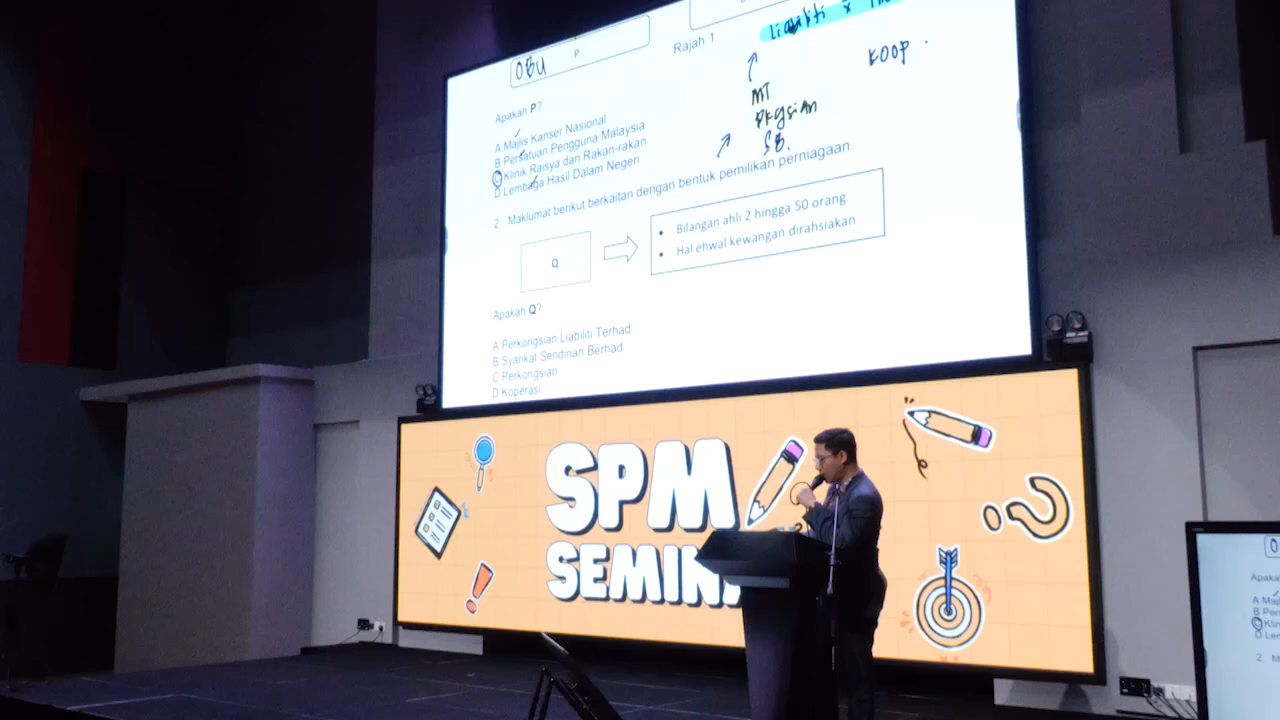 OBU
P
Rajah 1
Liabiliti x
KOOP
MT
Pkgsian
SB.
Apakah P?
A Majlis Kanser Nasional
B Persatuan Pengguna Malaysia
C Klinik Raisya dan Rakan-rakan
D Lembaga Hasil Dalam Negeri
2 Maklumat berikut berkaitan dengan bentuk pemilikan perniagaan.
Q
• Bilangan ahli 2 hingga 50 orang
• Hal ehwal kewangan dirahsiakan
Apakah Q?
A Perkongsian Liabiliti Terhad
B Syarikat Sendirian Berhad
C Perkongsian
D Koperasi
SPM
SEMIN